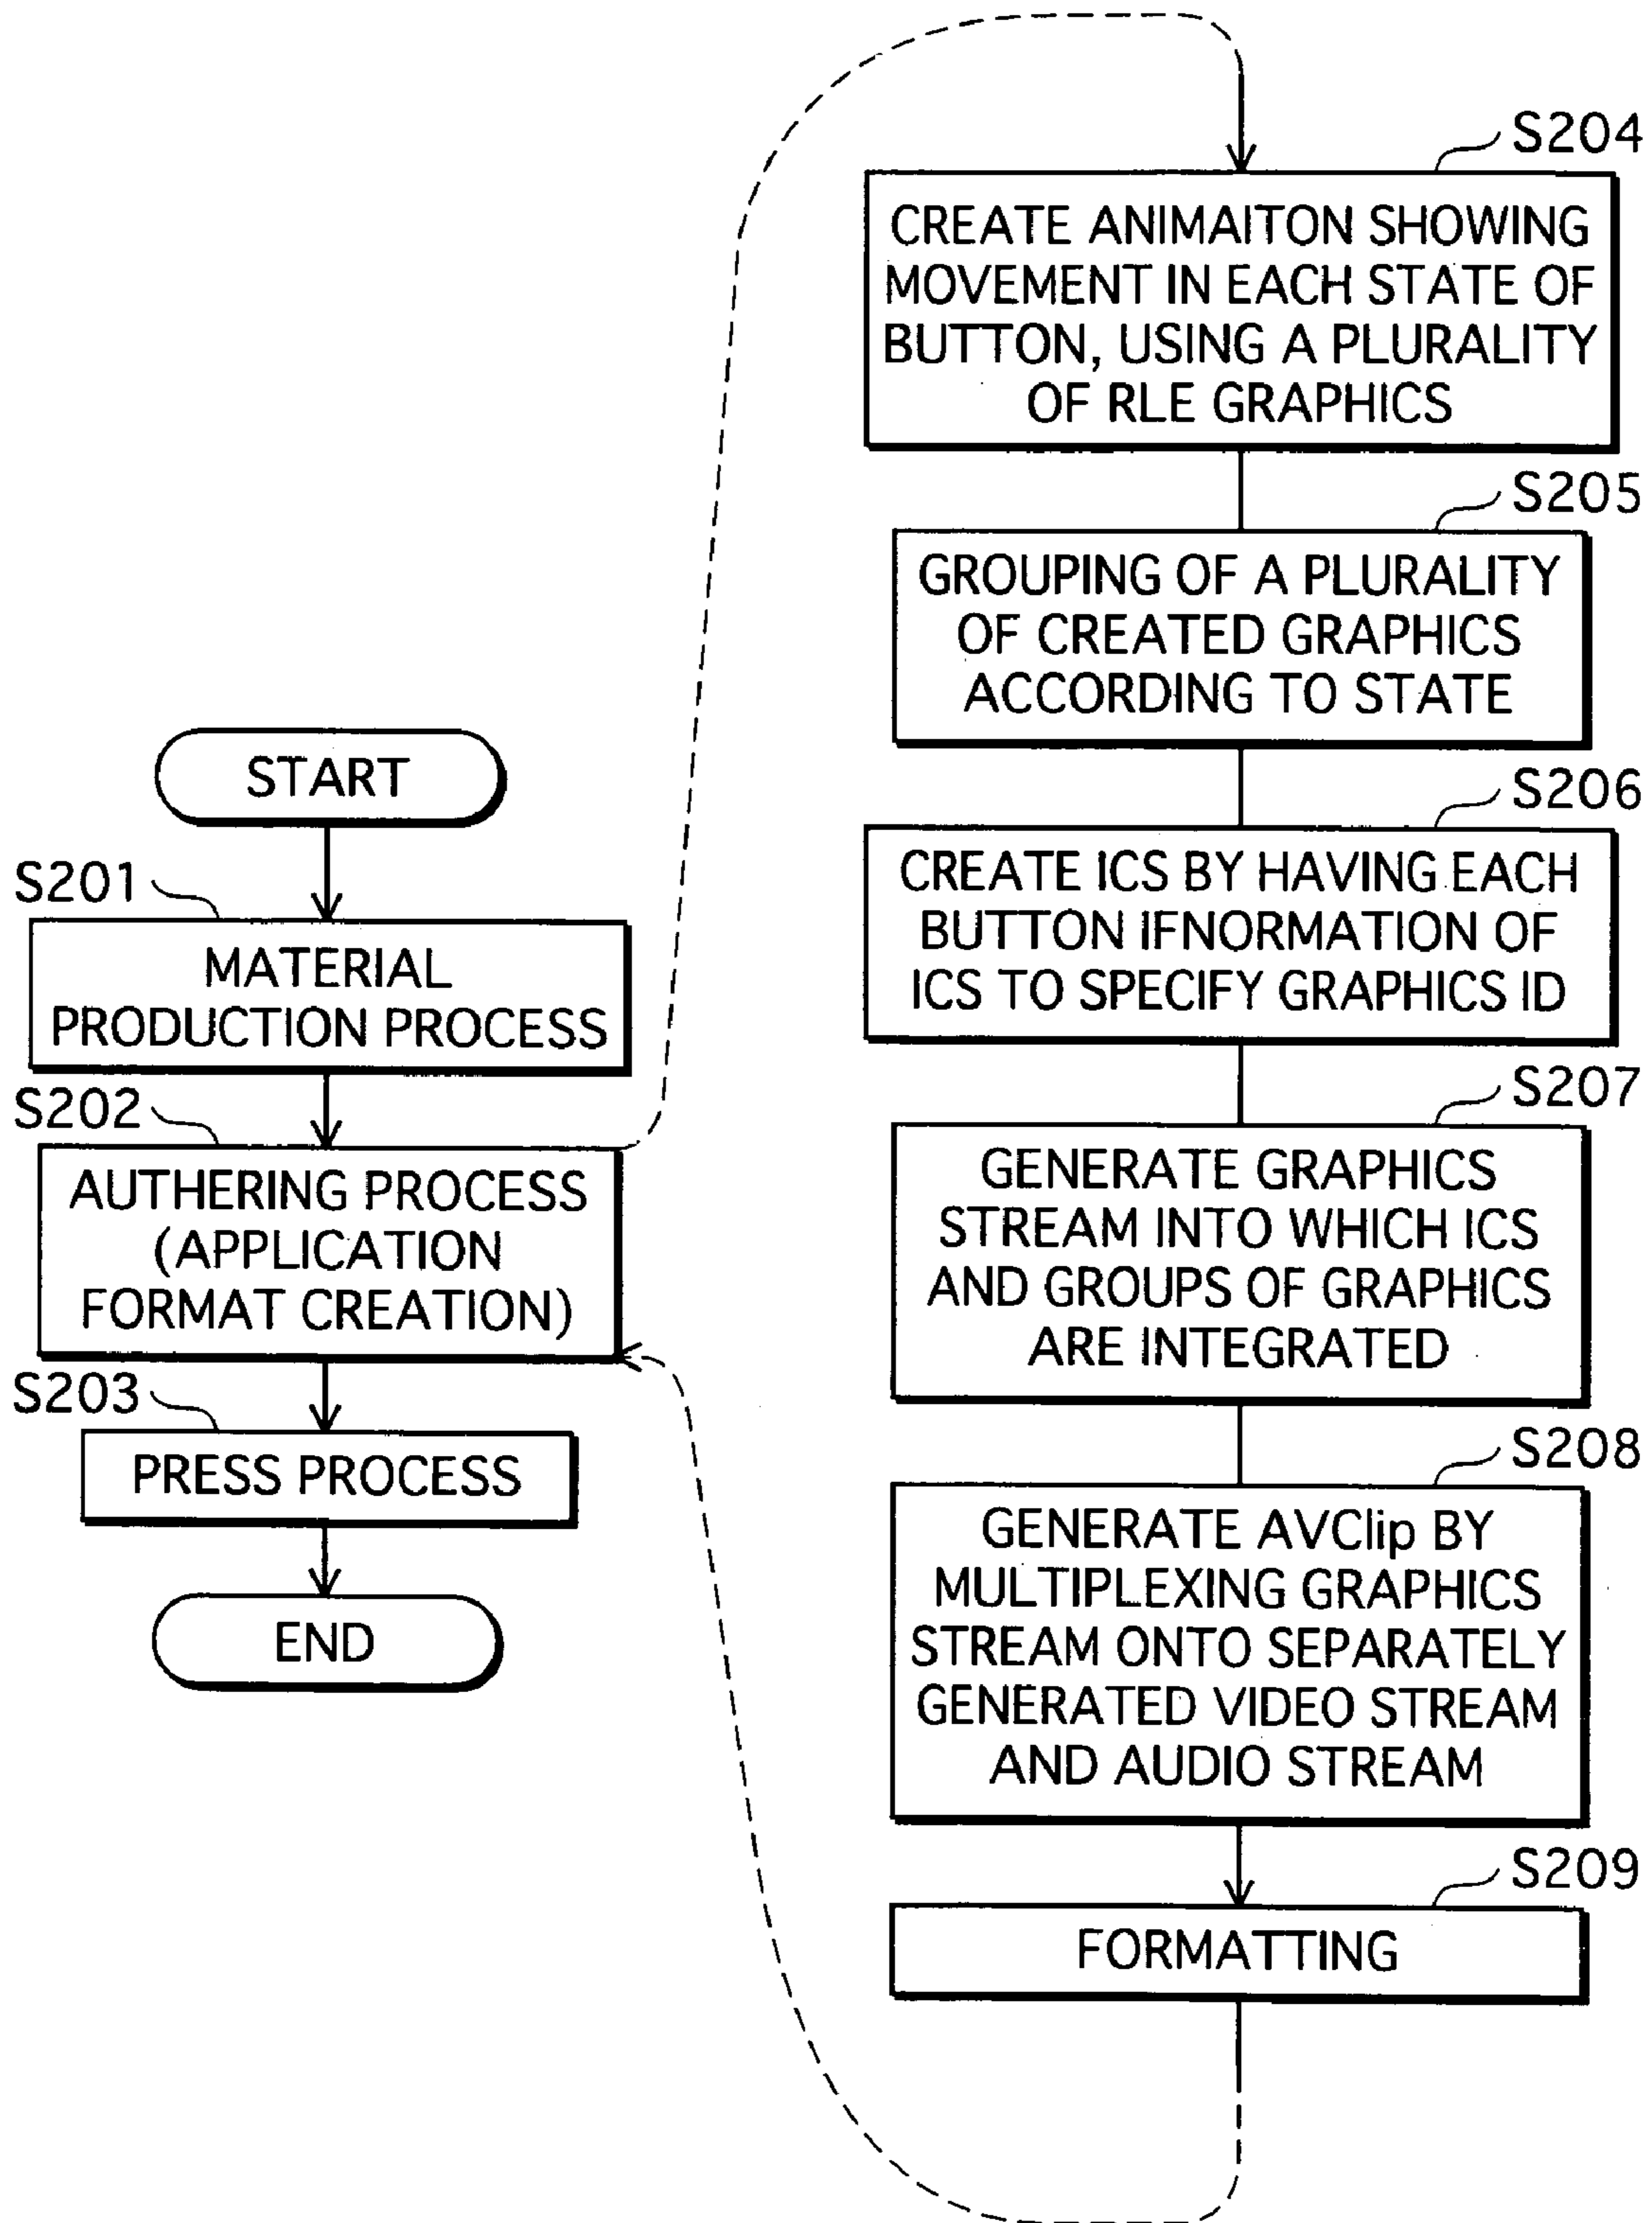 START
S201
MATERIAL
PRODUCTION PROCESS
S202
AUTHERING PROCESS
(APPLICATION
FORMAT CREATION)
S203
PRESS PROCESS
END
S204
CREATE ANIMAITON SHOWING
MOVEMENT IN EACH STATE OF
BUTTON, USING A PLURALITY
OF RLE GRAPHICS
S205
GROUPING OF A PLURALITY
OF CREATED GRAPHICS
ACCORDING TO STATE
S206
CREATE ICS BY HAVING EACH
BUTTON IFNORMATION OF
ICS TO SPECIFY GRAPHICS ID
S207
GENERATE GRAPHICS
STREAM INTO WHICH ICS
AND GROUPS OF GRAPHICS
ARE INTEGRATED
S208
GENERATE AVClip BY
MULTIPLEXING GRAPHICS
STREAM ONTO SEPARATELY
GENERATED VIDEO STREAM
AND AUDIO STREAM
S209
FORMATTING